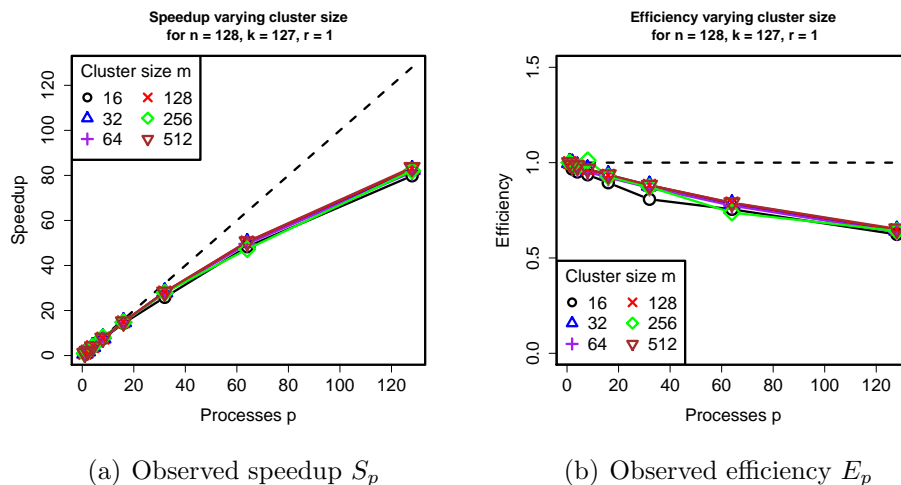 Speedup varying cluster size
for n = 128, k = 127, r = 1
Cluster size m
16 128
32 256
64 512
Speedup
0 20 40 60 80 100 120
0 20 40 60 80 100 120
Processes p
(a) Observed speedup Sp
Efficiency varying cluster size
for n = 128, k = 127, r = 1
Efficiency
0.0 0.5 1.0 1.5
Cluster size m
16 128
32 256
64 512
0 20 40 60 80 100 120
Processes p
(b) Observed efficiency Ep